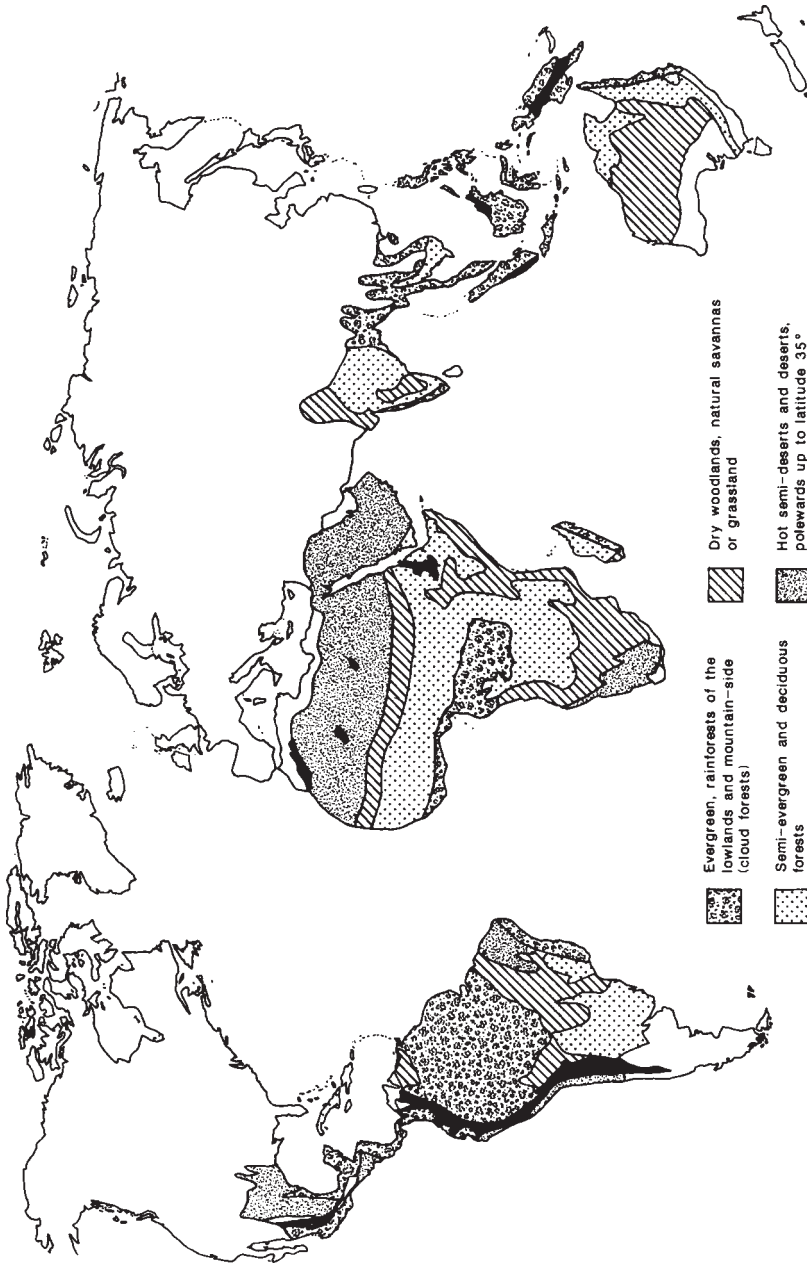 Evergreen, rainforests of the
lowlands and mountain-side
(cloud forests)
Semi-evergreen and deciduous
forests
Dry woodlands, natural savannas
or grassland
Hot semi-deserts and deserts,
polewards up to latitude 35°